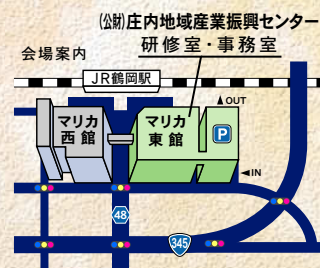 (公財)庄内地域産業振興センター
研修室・事務室
会場案内
JR鶴岡駅
OUT
マリカ
西館
マリカ
東館
P
IN
48
345